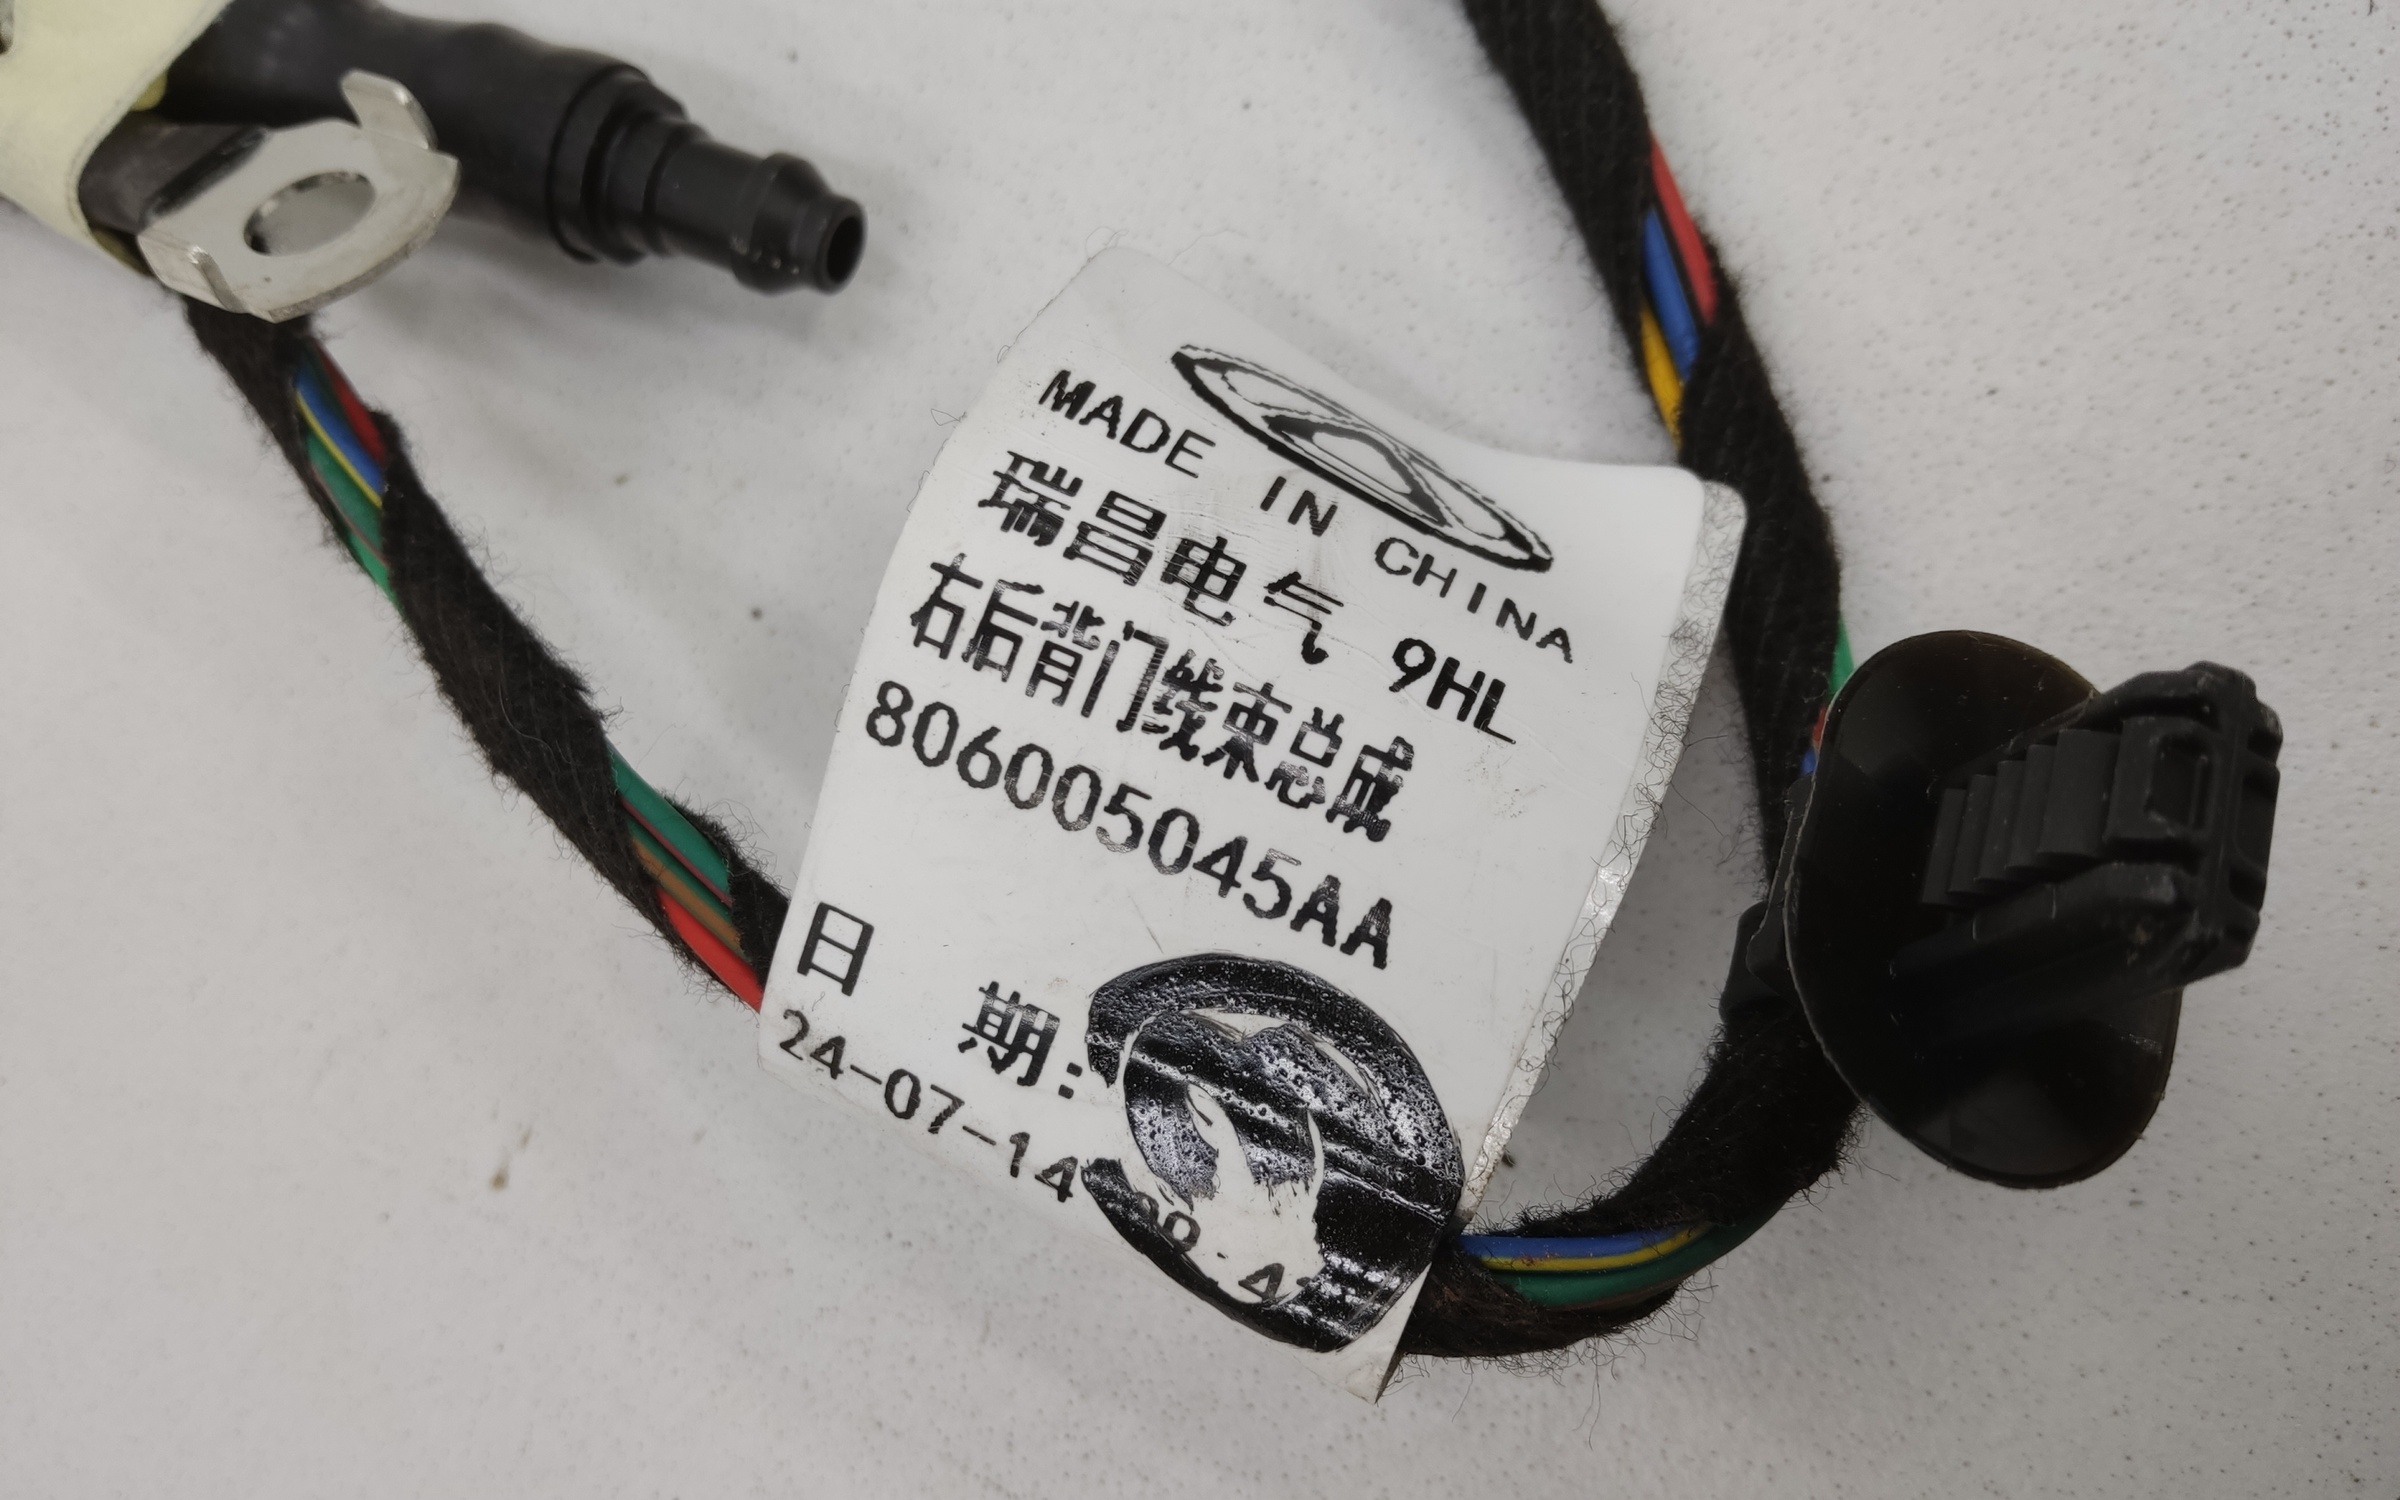 MADE IN CHINA
瑞昌电气 9HL
右后背门线束总成
806005045AA
日 期:
24-07-14